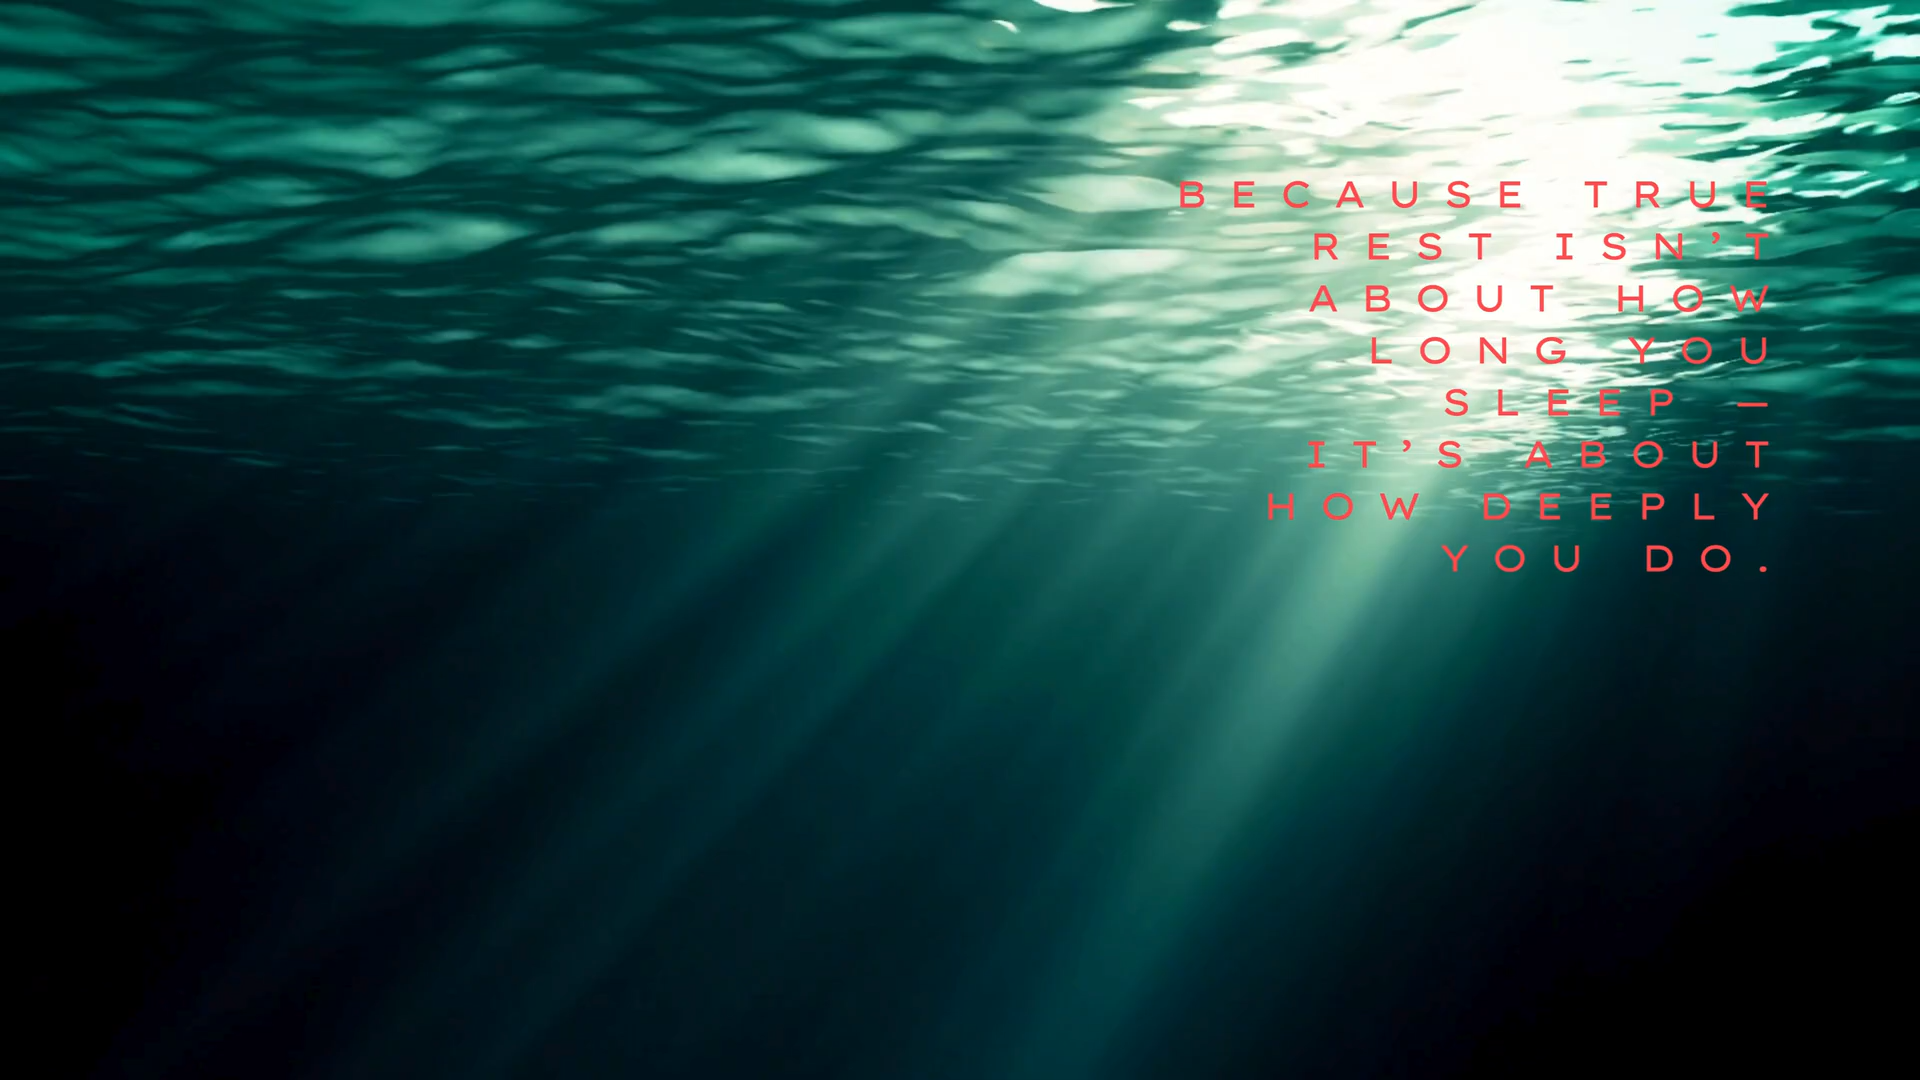 BECAUSE TRUE
REST ISN’T
ABOUT HOW
LONG YOU
SLEEP –
IT’S ABOUT
HOW DEEPLY
YOU DO.